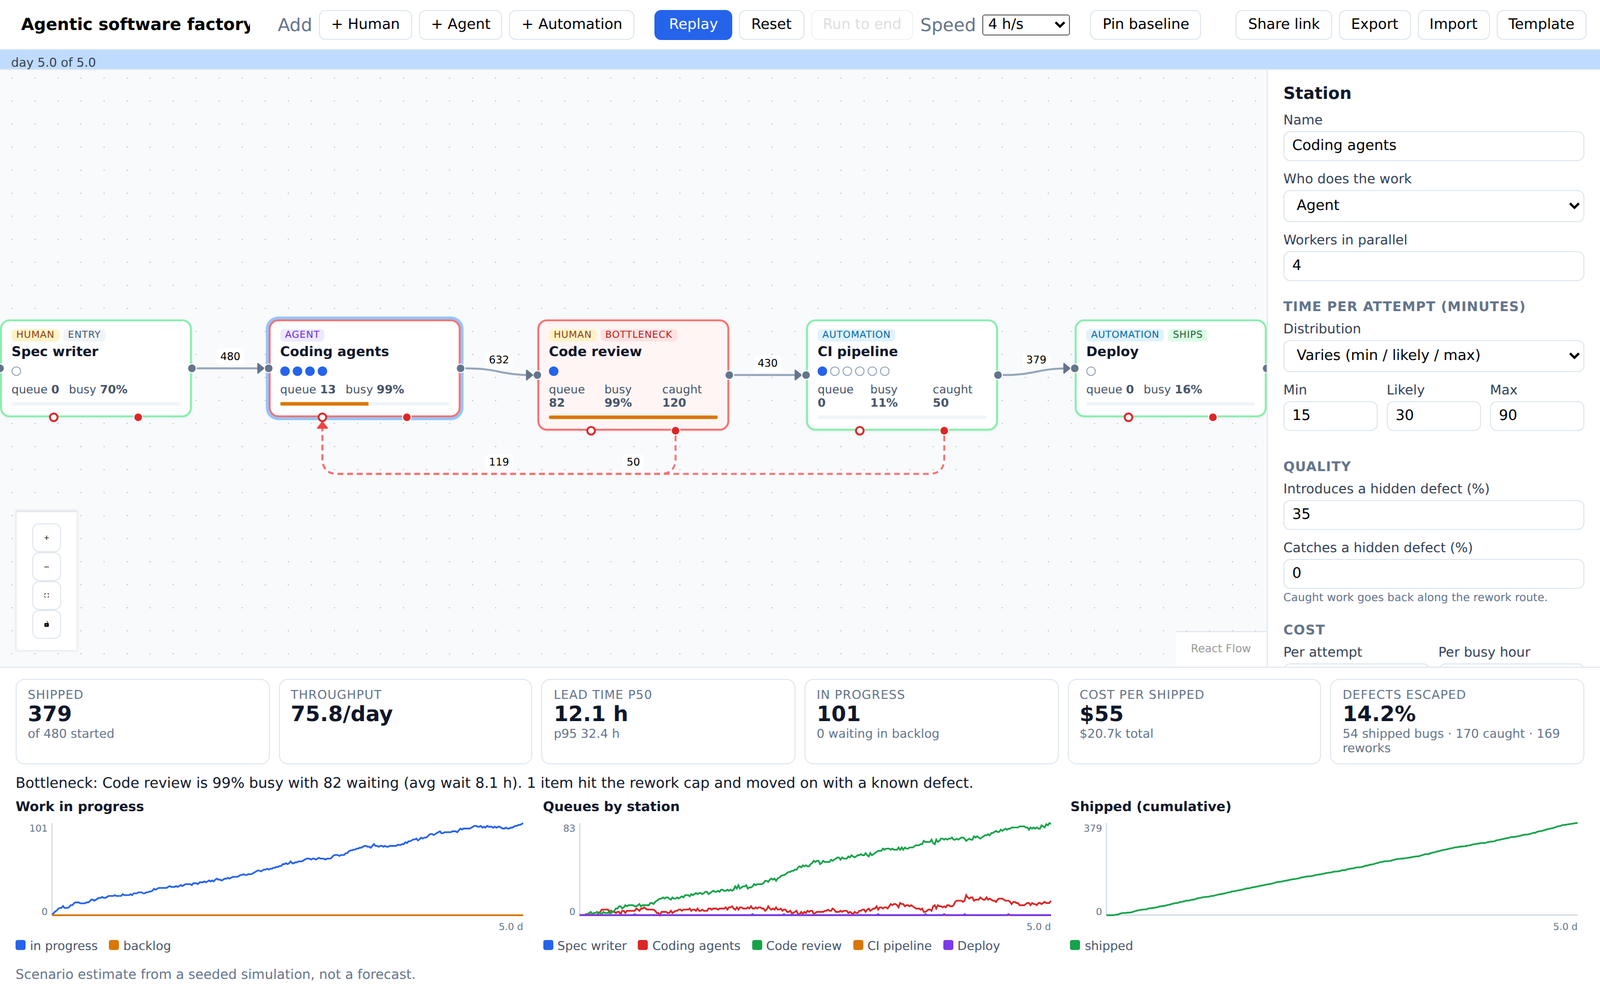 Agentic software factory Add + Human + Agent + Automation Replay Reset Run to end Speed 4 h/s Pin baseline Share link Export Import Template
day 5.0 of 5.0
HUMAN ENTRY
Spec writer
queue 0 busy 70%
480
AGENT
Coding agents
queue 13 busy 99%
632
HUMAN BOTTLENECK
Code review
queue busy caught
82 99% 120
430
AUTOMATION
CI pipeline
queue busy caught
0 11% 50
379
AUTOMATION SHIPS
Deploy
queue 0 busy 16%
119 50
+
−
React Flow
Station
Name
Coding agents
Who does the work
Agent
Workers in parallel
4
TIME PER ATTEMPT (MINUTES)
Distribution
Varies (min / likely / max)
Min Likely Max
15 30 90
QUALITY
Introduces a hidden defect (%)
35
Catches a hidden defect (%)
0
Caught work goes back along the rework route.
COST
Per attempt Per busy hour
SHIPPED
379
of 480 started
THROUGHPUT
75.8/day
LEAD TIME P50
12.1 h
p95 32.4 h
IN PROGRESS
101
0 waiting in backlog
COST PER SHIPPED
$55
$20.7k total
DEFECTS ESCAPED
14.2%
54 shipped bugs · 170 caught · 169
reworks
Bottleneck: Code review is 99% busy with 82 waiting (avg wait 8.1 h). 1 item hit the rework cap and moved on with a known defect.
Work in progress
101
0
5.0 d
in progress backlog
Queues by station
83
0
5.0 d
Spec writer Coding agents Code review CI pipeline Deploy
Shipped (cumulative)
379
0
5.0 d
shipped
Scenario estimate from a seeded simulation, not a forecast.